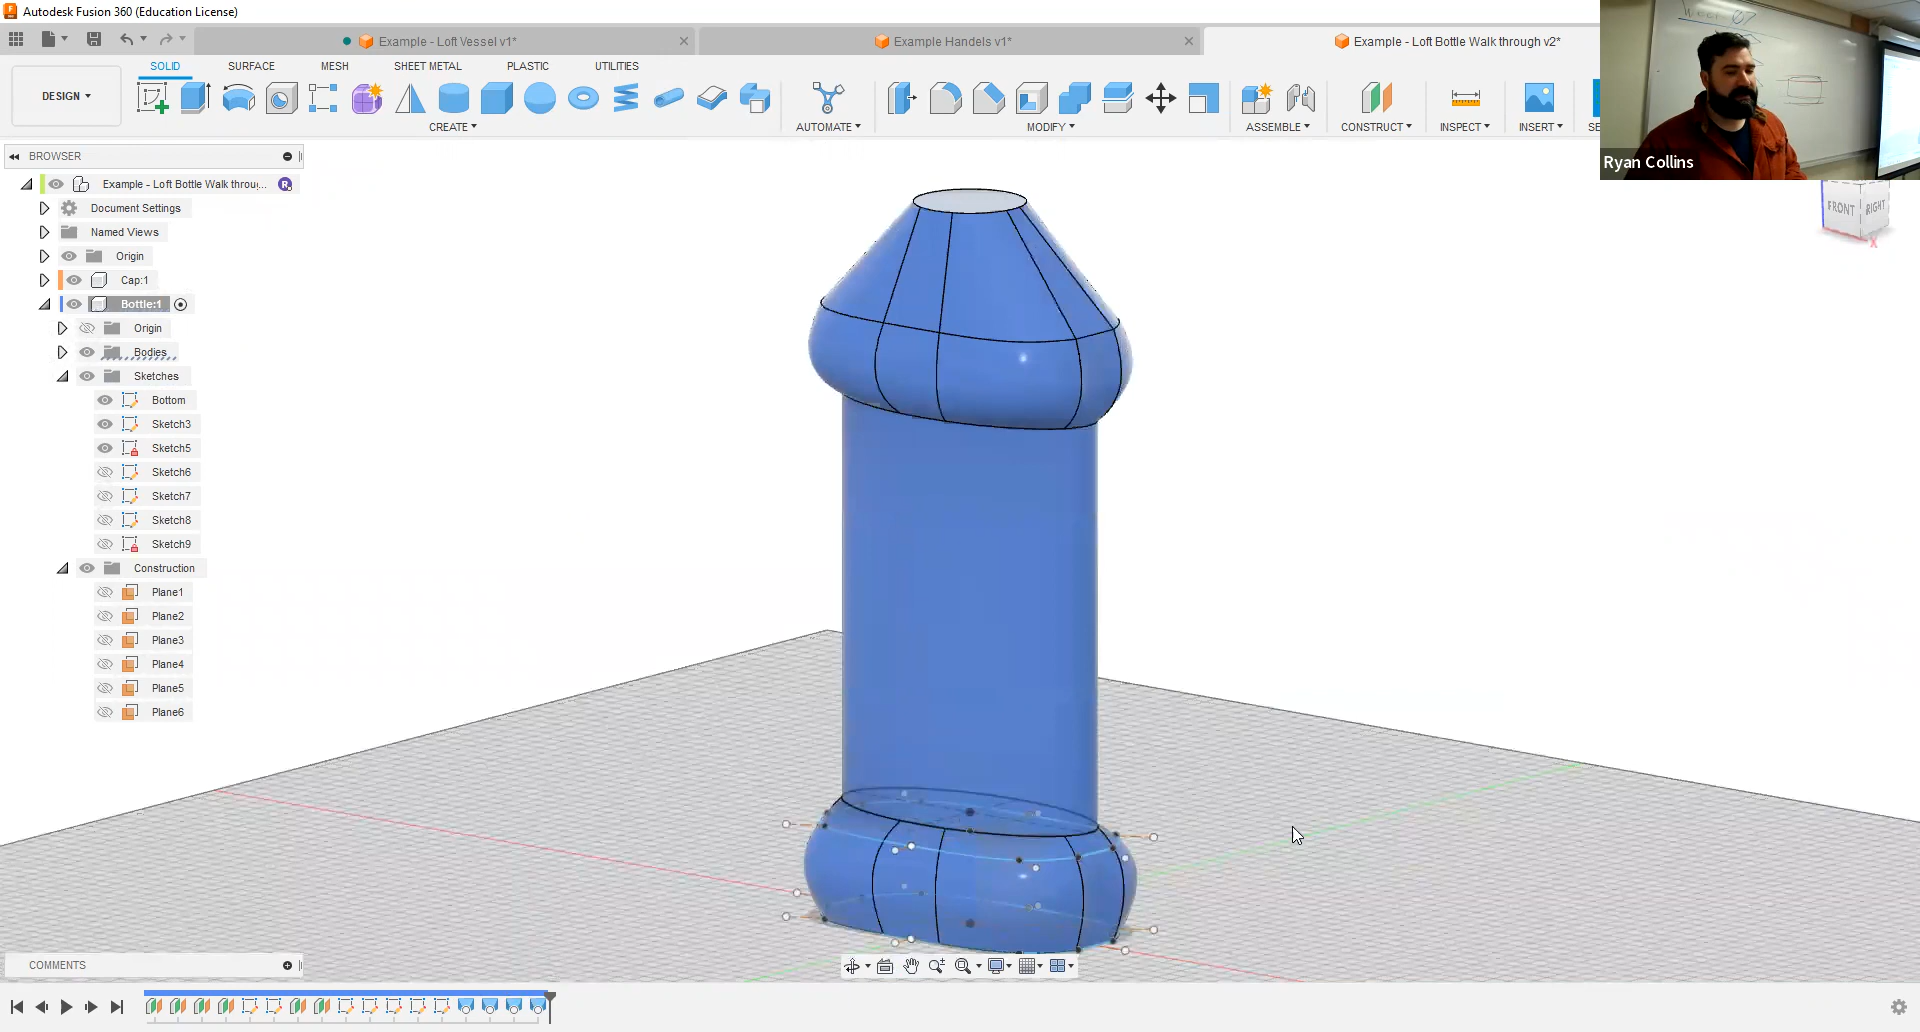 Autodesk Fusion 360 (Education License)
Example - Loft Vessel v1*
Example Handels v1*
Example - Loft Bottle Walk through v2*
Week 07
Ryan Collins
SOLID SURFACE MESH SHEET METAL PLASTIC UTILITIES
DESIGN
CREATE AUTOMATE MODIFY ASSEMBLE CONSTRUCT INSPECT INSERT SE
BROWSER
Example - Loft Bottle Walk throu... R
Document Settings
Named Views
Origin
Cap:1
Bottle:1
Origin
Bodies
Sketches
Bottom
Sketch3
Sketch5
Sketch6
Sketch7
Sketch8
Sketch9
Construction
Plane1
Plane2
Plane3
Plane4
Plane5
Plane6
FRONT RIGHT
X
COMMENTS